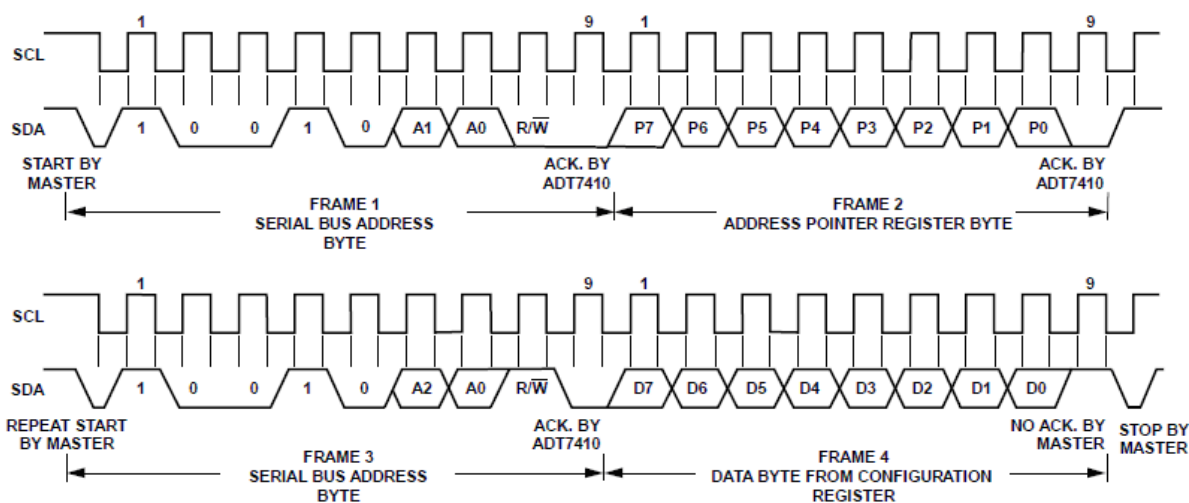 1 9 1 9
SCL
SDA 1 0 0 1 0 A1 A0 R/W̅ P7 P6 P5 P4 P3 P2 P1 P0
START BY
MASTER
ACK. BY
ADT7410
ACK. BY
ADT7410
FRAME 1
SERIAL BUS ADDRESS
BYTE
FRAME 2
ADDRESS POINTER REGISTER BYTE
1 9 1 9
SCL
SDA 1 0 0 1 0 A2 A0 R/W̅ D7 D6 D5 D4 D3 D2 D1 D0
REPEAT START
BY MASTER
ACK. BY
ADT7410
NO ACK. BY
MASTER
STOP BY
MASTER
FRAME 3
SERIAL BUS ADDRESS
BYTE
FRAME 4
DATA BYTE FROM CONFIGURATION
REGISTER